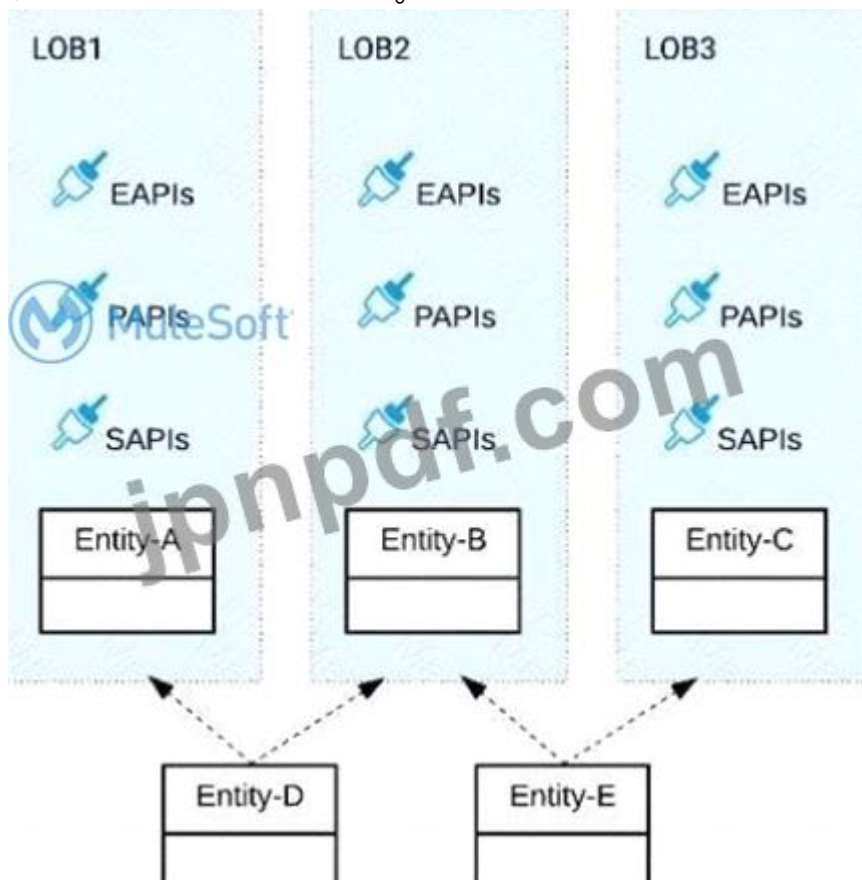 LOB1 LOB2 LOB3
EAPIs EAPIs EAPIs
PAPIs PAPIs PAPIs
MuleSoft
SAPIs SAPIs SAPIs
jpnpdf.com
Entity-A Entity-B Entity-C
Entity-D Entity-E